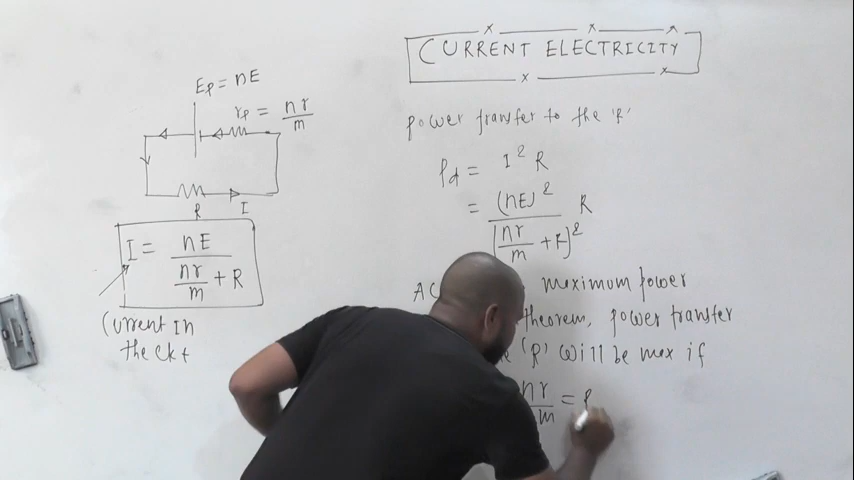 CURRENT ELECTRICITY
Ep = nE
rp = nr/m
R I
I = nE / (nr/m + R)
Current In
the ckt
power transfer to the 'R'
Pd = I² R
= (nE)² / (nr/m + R)² R
maximum power
theorem, power transfer
'R' will be max if
nr/m = R